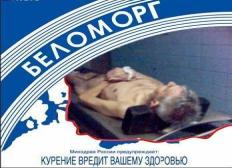 БЕЛОМОРГ
Минздрав России предупреждает:
КУРЕНИЕ ВРЕДИТ ВАШЕМУ ЗДОРОВЬЮ